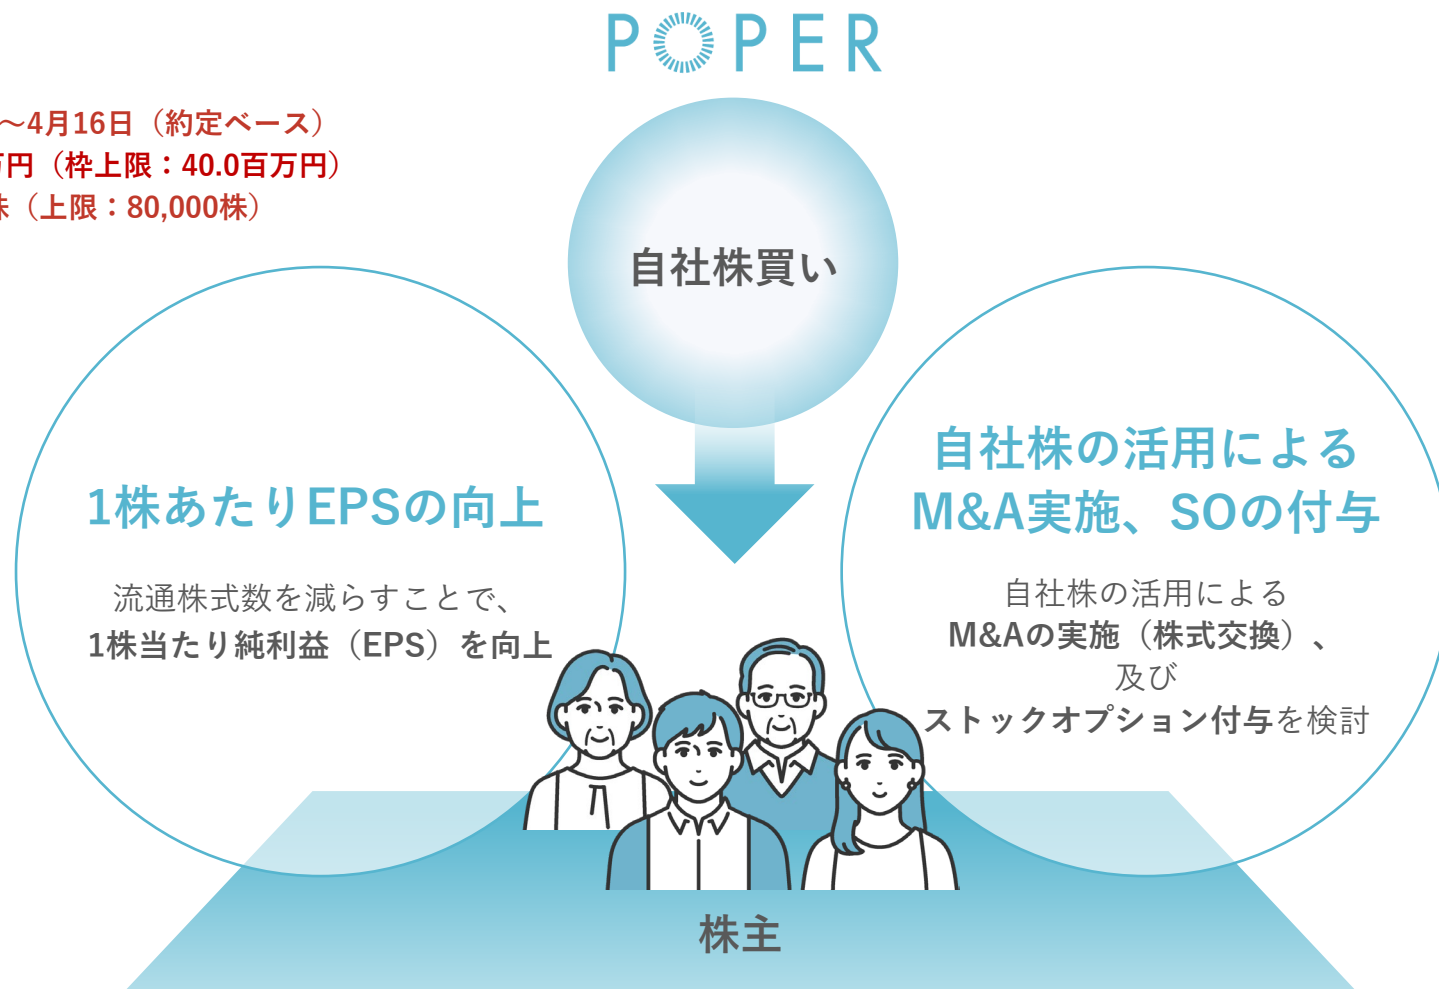 POPER
～4月16日（約定ベース）
万円（枠上限：40.0百万円）
株（上限：80,000株）
自社株買い
1株あたりEPSの向上
流通株式数を減らすことで、
1株当たり純利益（EPS）を向上
自社株の活用による
M&A実施、SOの付与
自社株の活用による
M&Aの実施（株式交換）、
及び
ストックオプション付与を検討
株主